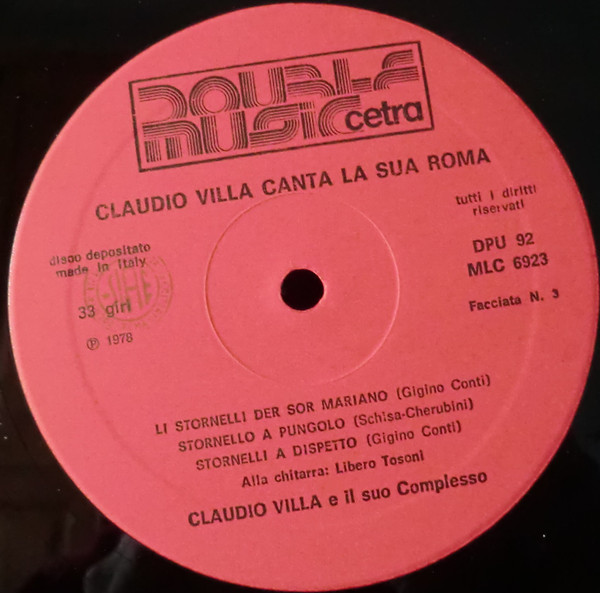 DOUBLE
MUSIC cetra
CLAUDIO VILLA CANTA LA SUA ROMA
tutti i diritti
riservati
disco depositato
made in Italy
DPU 92
MLC 6923
33 giri
Facciata N. 3
℗ 1978
LI STORNELLI DER SOR MARIANO (Gigino Conti)
STORNELLO A PUNGOLO (Schisa-Cherubini)
STORNELLI A DISPETTO (Gigino Conti)
Alla chitarra: Libero Tosoni
CLAUDIO VILLA e il suo Complesso